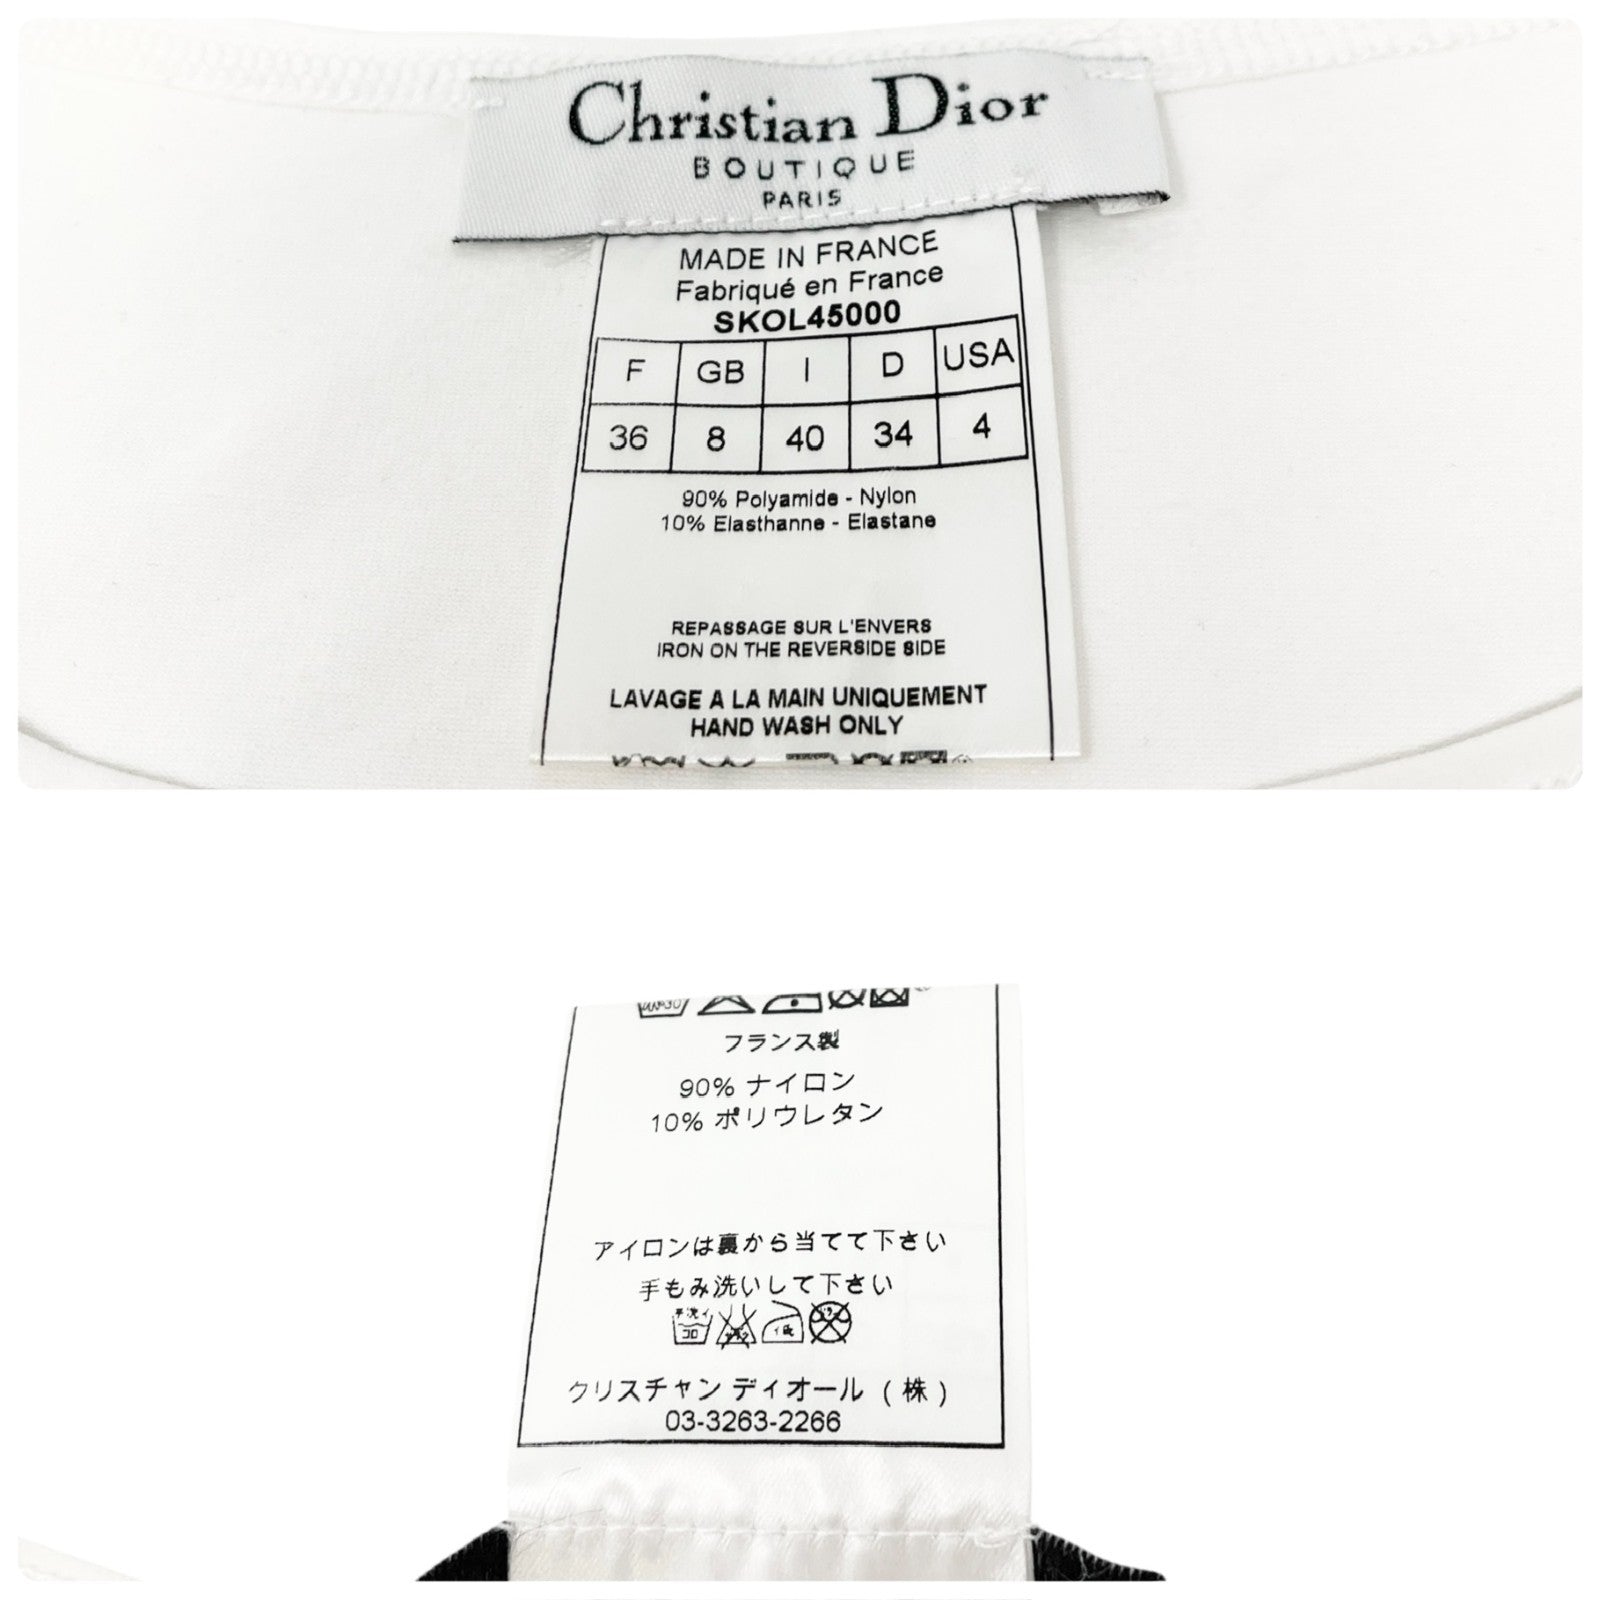 Christian Dior
BOUTIQUE
PARIS
MADE IN FRANCE
Fabriqué en France
SKOL45000
F GB I D USA
36 8 40 34 4
90% Polyamide - Nylon
10% Elasthanne - Elastane
REPASSAGE SUR L'ENVERS
IRON ON THE REVERSIDE SIDE
LAVAGE A LA MAIN UNIQUEMENT
HAND WASH ONLY
フランス製
90% ナイロン
10% ポリウレタン
アイロンは裏から当てて下さい
手もみ洗いして下さい
クリスチャン ディオール (株)
03-3263-2266